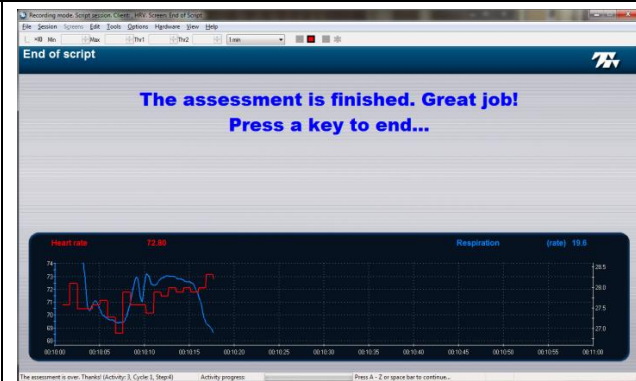 Recording mode. Script session. Client: , HRV. Screen: End of Script
File Session Screens Edit Tools Options Hardware View Help
Min Max Thr1 Thr2 1 min
End of script
The assessment is finished. Great job!
Press a key to end...
Heart rate 72.90 Respiration (rate) 19.6
74
73
72
71
70
69
68
28.5
28.0
27.5
27.0
00:10:00 00:10:05 00:10:10 00:10:15 00:10:20 00:10:25 00:10:30 00:10:35 00:10:40 00:10:45 00:10:50 00:10:55 00:11:00
The assessment is over. Thanks! (Activity: 3, Cycle:1, Step:4) Activity progress: Press A - Z or space bar to continue...